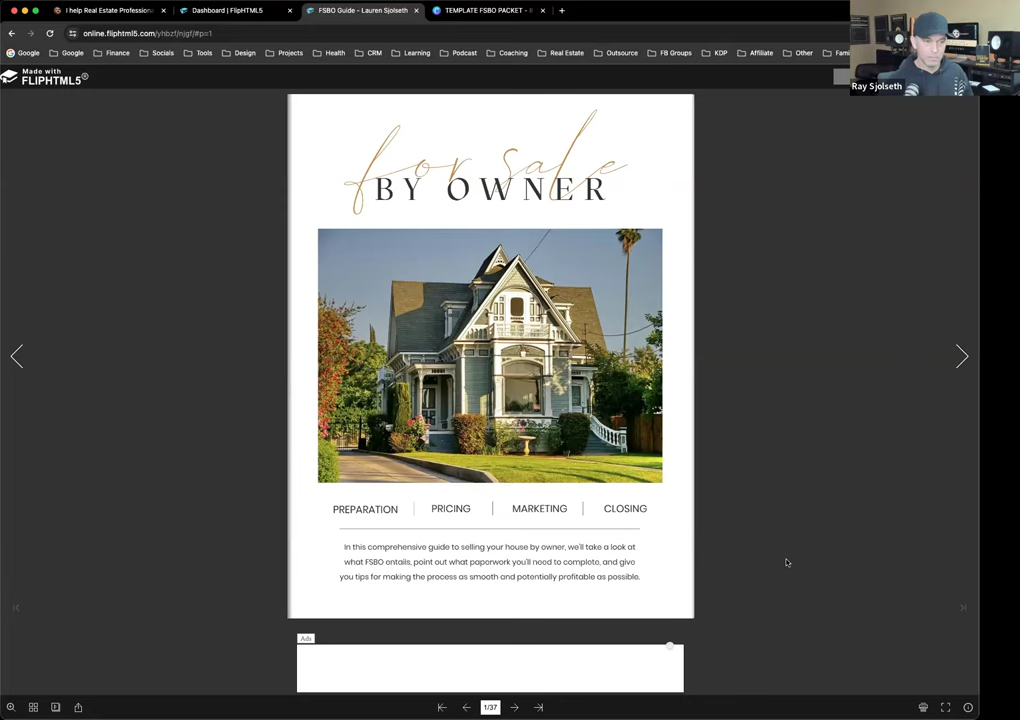 I help Real Estate Profession
Dashboard | FlipHTML5
FSBO Guide - Lauren Sjolseth
TEMPLATE FSBO PACKET -
online.fliphtml5.com/yhbzf/njgf/#p=1
Google
Google
Finance
Socials
Tools
Design
Projects
Health
CRM
Learning
Podcast
Coaching
Real Estate
Outsource
FB Groups
KDP
Affiliate
Other
Fami
Made with
FLIPHTML5
Ray Sjolseth
for sale
BY OWNER
PREPARATION
PRICING
MARKETING
CLOSING
In this comprehensive guide to selling your house by owner, we'll take a look at
what FSBO entails, point out what paperwork you'll need to complete, and give
you tips for making the process as smooth and potentially profitable as possible.
Ads
1/37